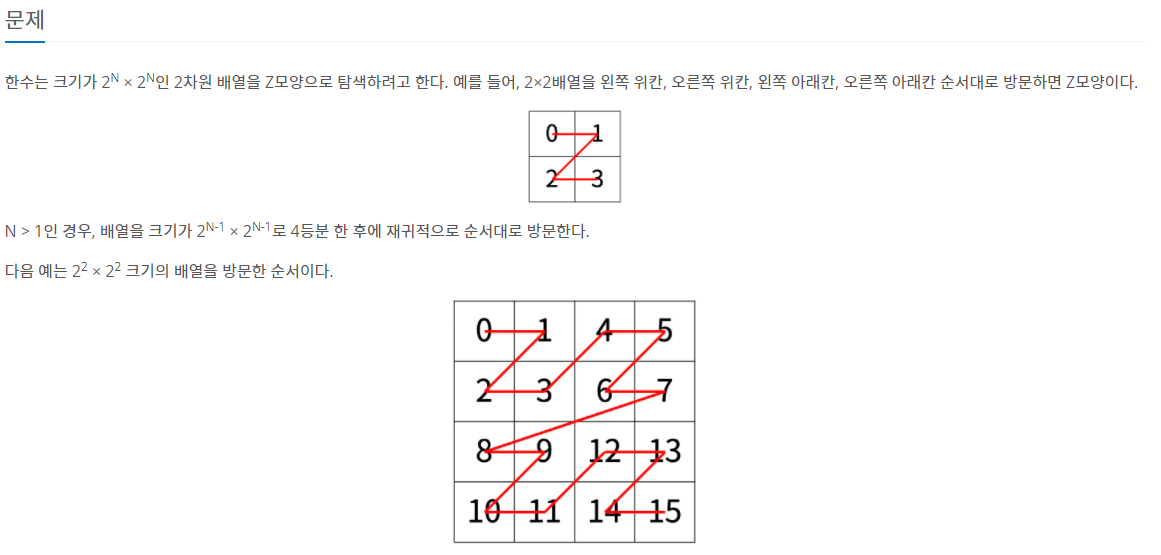 문제
한수는 크기가 2^N × 2^N인 2차원 배열을 Z모양으로 탐색하려고 한다. 예를 들어, 2×2배열을 왼쪽 위칸, 오른쪽 위칸, 왼쪽 아래칸, 오른쪽 아래칸 순서대로 방문하면 Z모양이다.
0 1
2 3
N > 1인 경우, 배열을 크기가 2^N-1 × 2^N-1로 4등분 한 후에 재귀적으로 순서대로 방문한다.
다음 예는 2^2 × 2^2 크기의 배열을 방문한 순서이다.
0 1 4 5
2 3 6 7
8 9 12 13
10 11 14 15